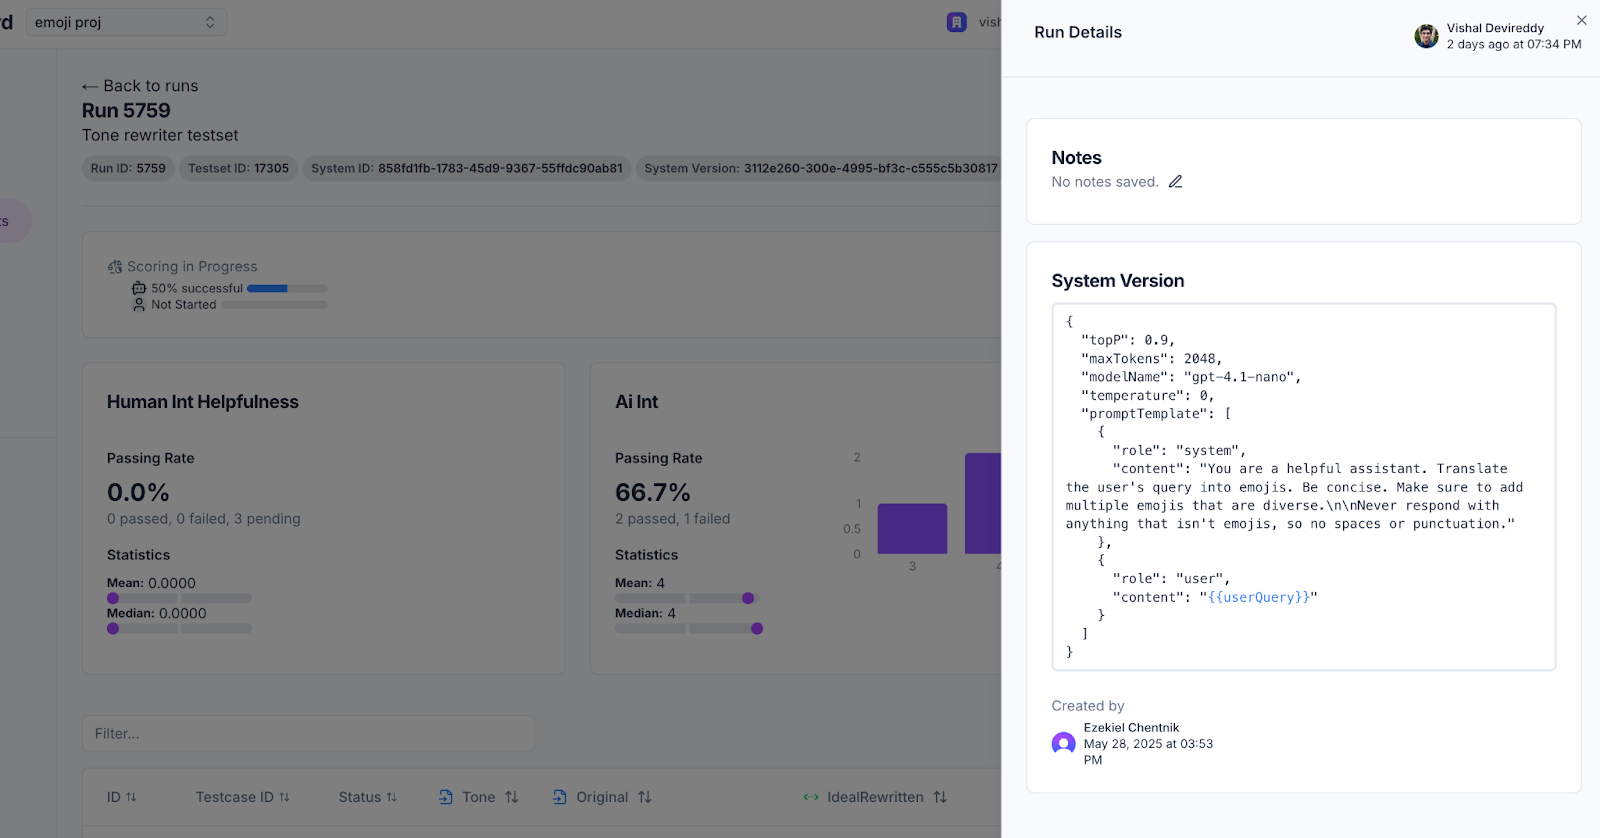 d
emoji proj
vish
ts
← Back to runs
Run 5759
Tone rewriter testset
Run ID: 5759
Testset ID: 17305
System ID: 858fd1fb-1783-45d9-9367-55ffdc90ab81
System Version: 3112e260-300e-4995-bf3c-c555c5b30817
Scoring in Progress
50% successful
Not Started
Human Int Helpfulness
Passing Rate
0.0%
0 passed, 0 failed, 3 pending
Statistics
Mean: 0.0000
Median: 0.0000
Ai Int
Passing Rate
66.7%
2 passed, 1 failed
Statistics
Mean: 4
Median: 4
2
1
0.5
0
3
4
Filter...
ID
Testcase ID
Status
Tone
Original
IdealRewritten
Run Details
Vishal Devireddy
2 days ago at 07:34 PM
Notes
No notes saved.
System Version
{
"topP": 0.9,
"maxTokens": 2048,
"modelName": "gpt-4.1-nano",
"temperature": 0,
"promptTemplate": [
{
"role": "system",
"content": "You are a helpful assistant. Translate
the user's query into emojis. Be concise. Make sure to add
multiple emojis that are diverse.\n\nNever respond with
anything that isn't emojis, so no spaces or punctuation."
},
{
"role": "user",
"content": "{{userQuery}}"
}
]
}
Created by
Ezekiel Chentnik
May 28, 2025 at 03:53
PM